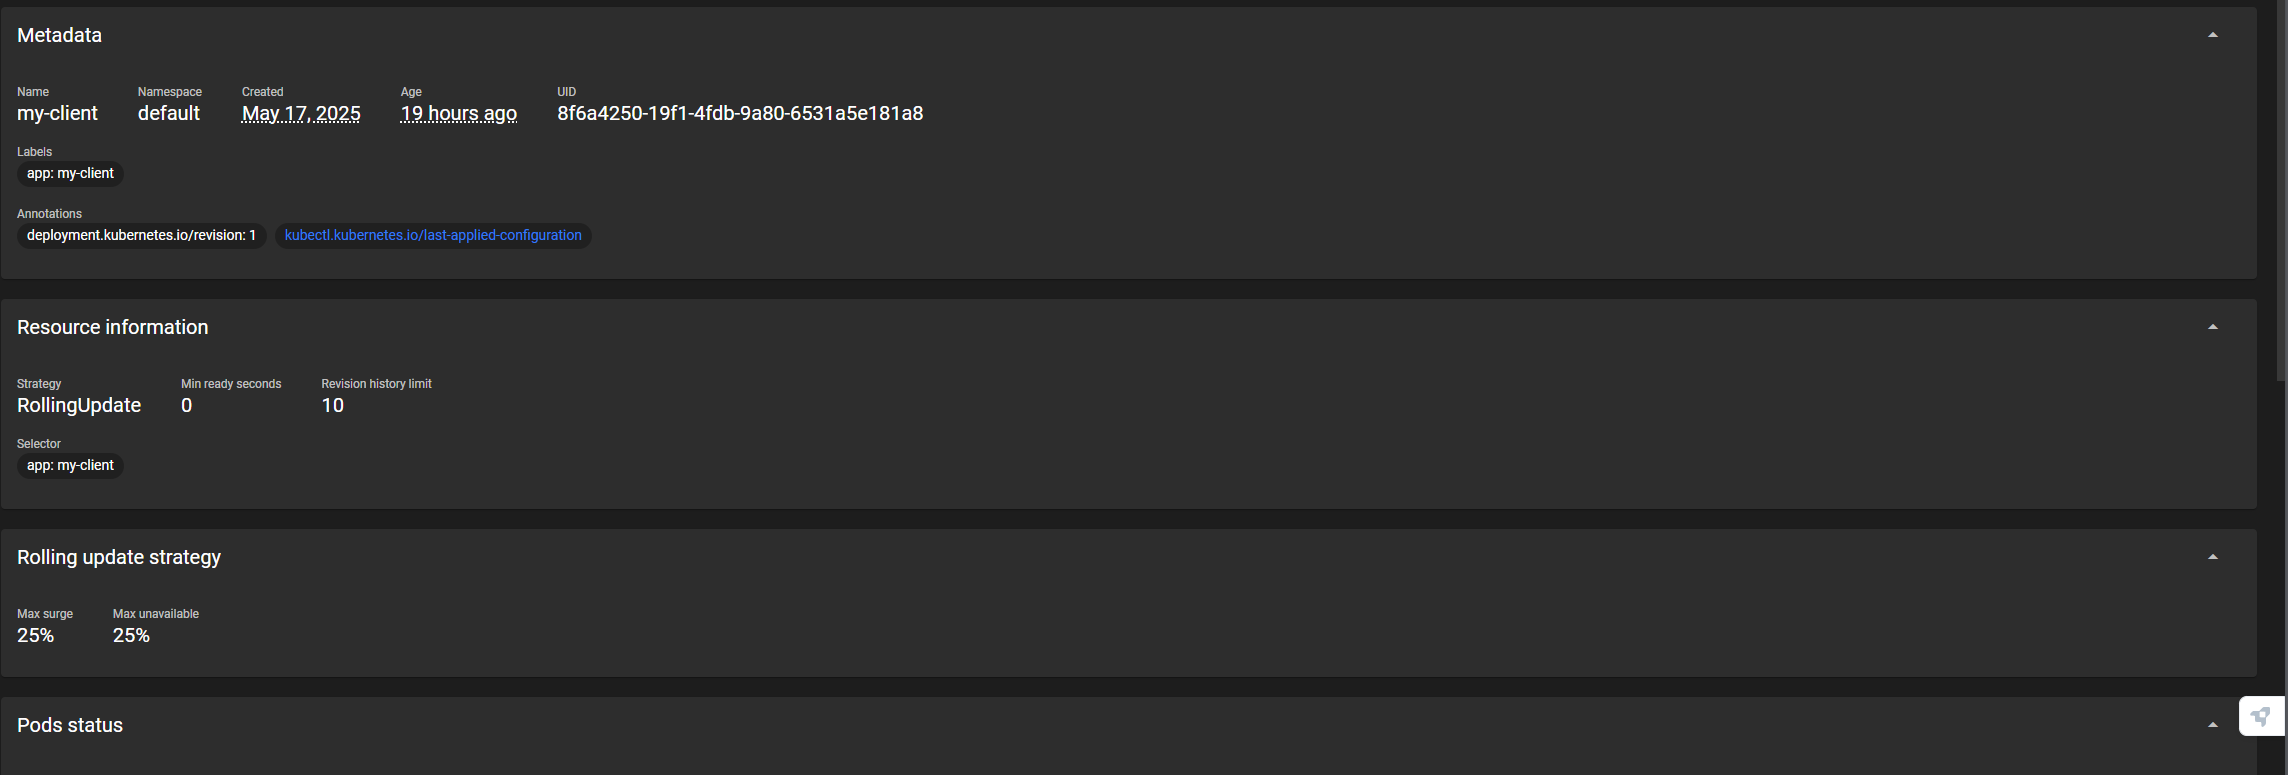 Metadata
Name Namespace Created Age UID
my-client default May 17, 2025 19 hours ago 8f6a4250-19f1-4fdb-9a80-6531a5e181a8
Labels
app: my-client
Annotations
deployment.kubernetes.io/revision: 1 kubectl.kubernetes.io/last-applied-configuration
Resource information
Strategy Min ready seconds Revision history limit
RollingUpdate 0 10
Selector
app: my-client
Rolling update strategy
Max surge Max unavailable
25% 25%
Pods status